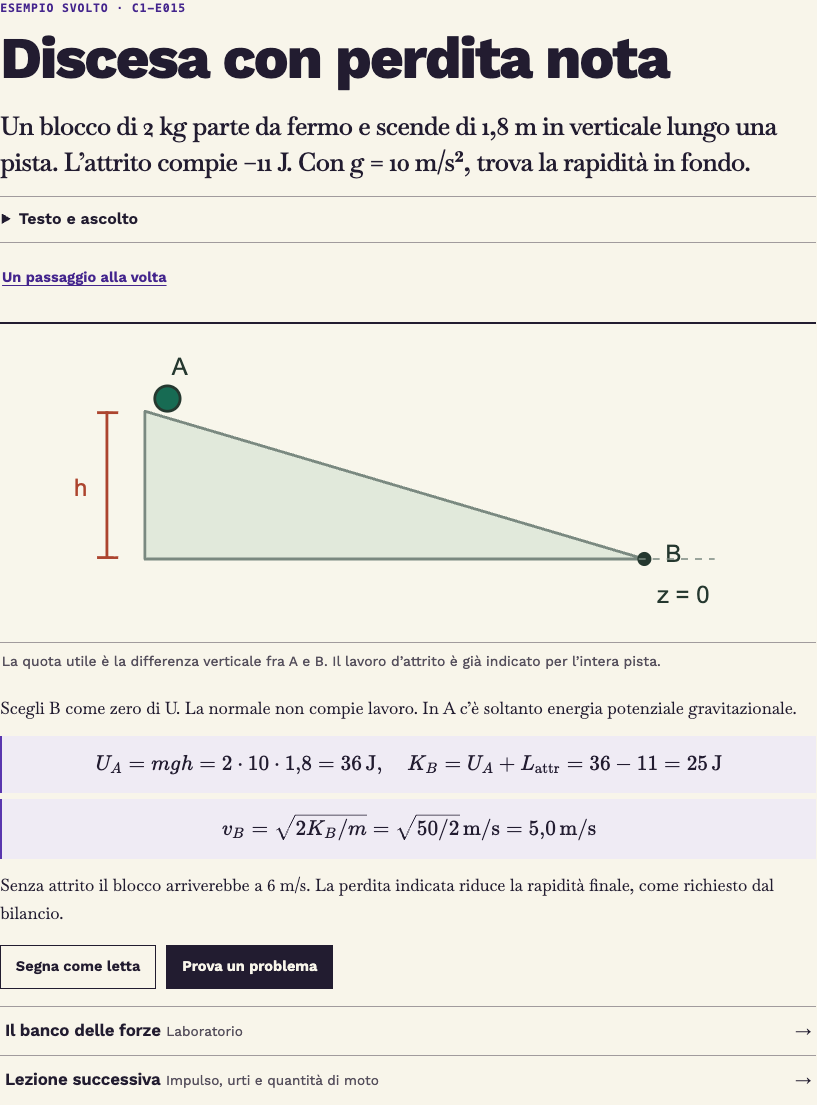 ESEMPIO SVOLTO · C1–E015
Discesa con perdita nota
Un blocco di 2 kg parte da fermo e scende di 1,8 m in verticale lungo una
pista. L’attrito compie −11 J. Con g = 10 m/s², trova la rapidità in fondo.
▶ Testo e ascolto
Un passaggio alla volta
A
h
B
z = 0
La quota utile è la differenza verticale fra A e B. Il lavoro d’attrito è già indicato per l’intera pista.
Scegli B come zero di U. La normale non compie lavoro. In A c’è soltanto energia potenziale gravitazionale.
U_A = mgh = 2 · 10 · 1,8 = 36 J, K_B = U_A + L_attr = 36 − 11 = 25 J
v_B = √(2K_B/m) = √(50/2) m/s = 5,0 m/s
Senza attrito il blocco arriverebbe a 6 m/s. La perdita indicata riduce la rapidità finale, come richiesto dal
bilancio.
Segna come letta Prova un problema
Il banco delle forze Laboratorio →
Lezione successiva Impulso, urti e quantità di moto →